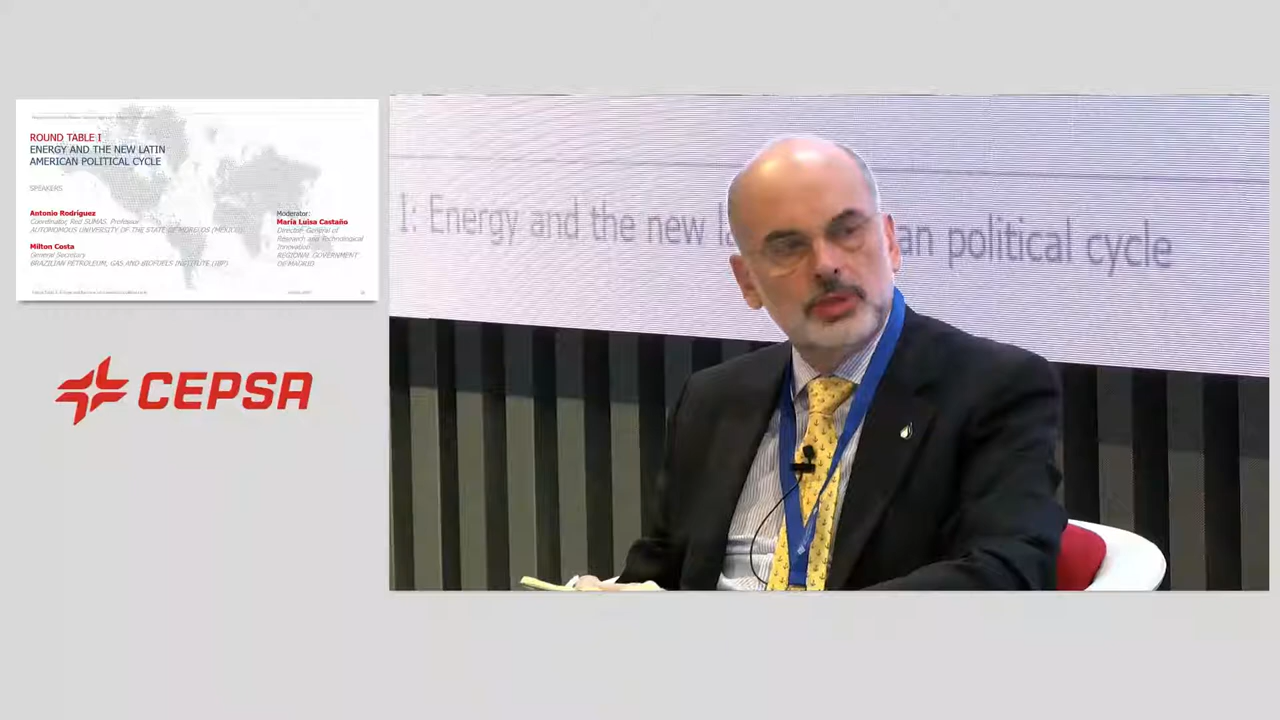 ROUND TABLE I
ENERGY AND THE NEW LATIN
AMERICAN POLITICAL CYCLE
SPEAKERS
Antonio Rodríguez
Coordinator, Red SUMAS. Professor
AUTONOMOUS UNIVERSITY OF THE STATE OF MORELOS (MEXICO)
Milton Costa
General Secretary
BRAZILIAN PETROLEUM, GAS AND BIOFUELS INSTITUTE (IBP)
Moderator:
María Luisa Castaño
Director-General of
Research and Technological
Innovation
REGIONAL GOVERNMENT
OF MADRID
CEPSA
I: Energy and the new l an political cycle